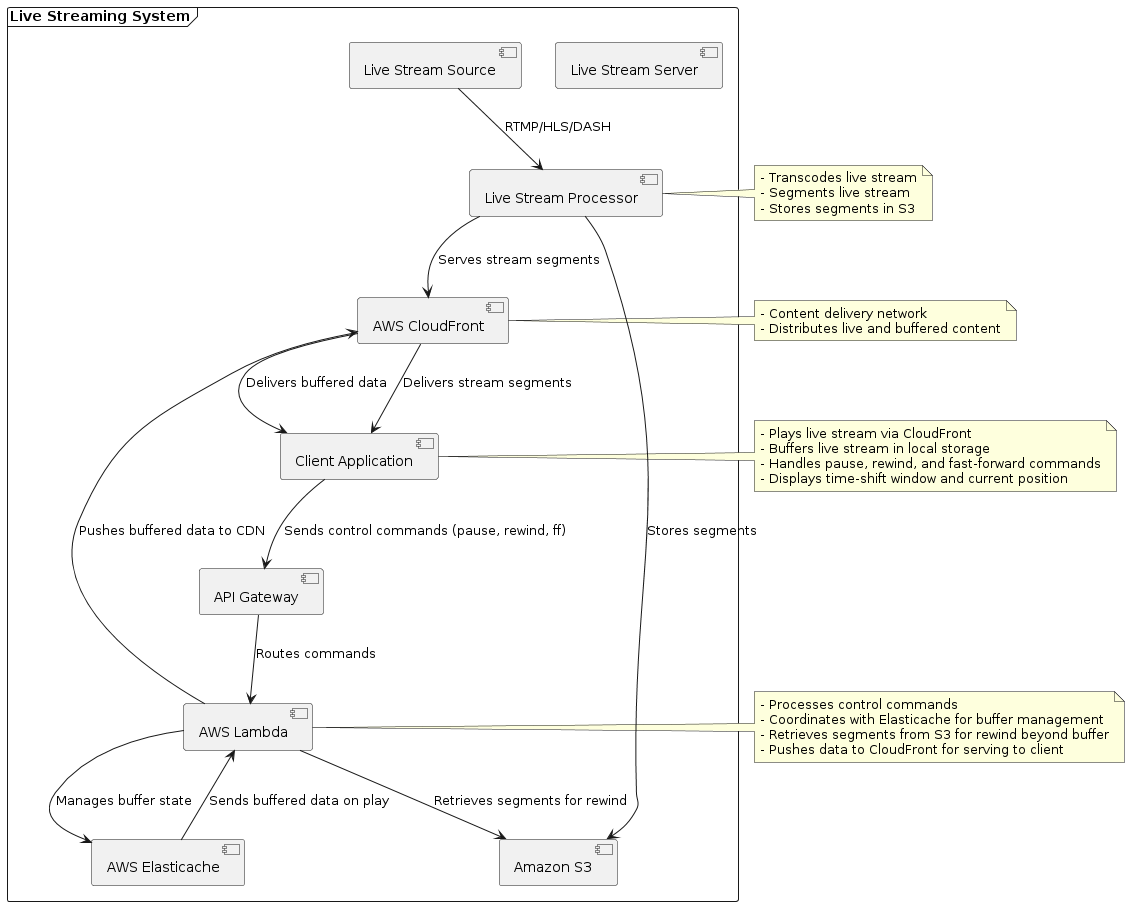 Live Streaming System
Live Stream Source
Live Stream Server
RTMP/HLS/DASH
Live Stream Processor
- Transcodes live stream
- Segments live stream
- Stores segments in S3
Serves stream segments
AWS CloudFront
- Content delivery network
- Distributes live and buffered content
Delivers buffered data
Delivers stream segments
Client Application
- Plays live stream via CloudFront
- Buffers live stream in local storage
- Handles pause, rewind, and fast-forward commands
- Displays time-shift window and current position
Pushes buffered data to CDN
Sends control commands (pause, rewind, ff)
Stores segments
API Gateway
Routes commands
AWS Lambda
- Processes control commands
- Coordinates with Elasticache for buffer management
- Retrieves segments from S3 for rewind beyond buffer
- Pushes data to CloudFront for serving to client
Manages buffer state
Sends buffered data on play
Retrieves segments for rewind
AWS Elasticache
Amazon S3